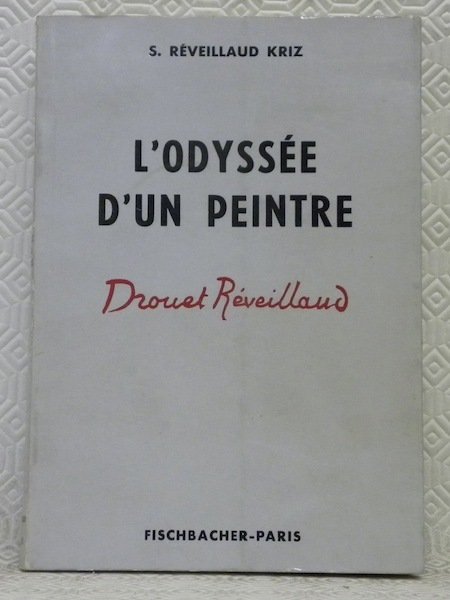 S. RÉVEILLAUD KRIZ
L'ODYSSÉE
D'UN PEINTRE
Drouet Réveillaud
FISCHBACHER-PARIS